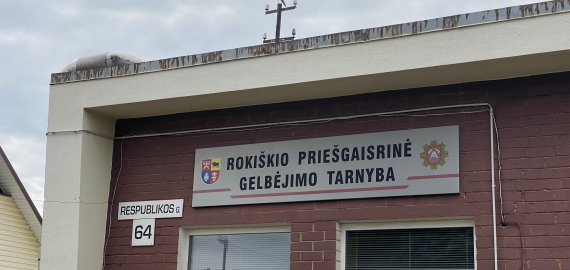 ROKIŠKIO PRIEŠGAISRINĖ
GELBĖJIMO TARNYBA
RESPUBLIKOS G
64